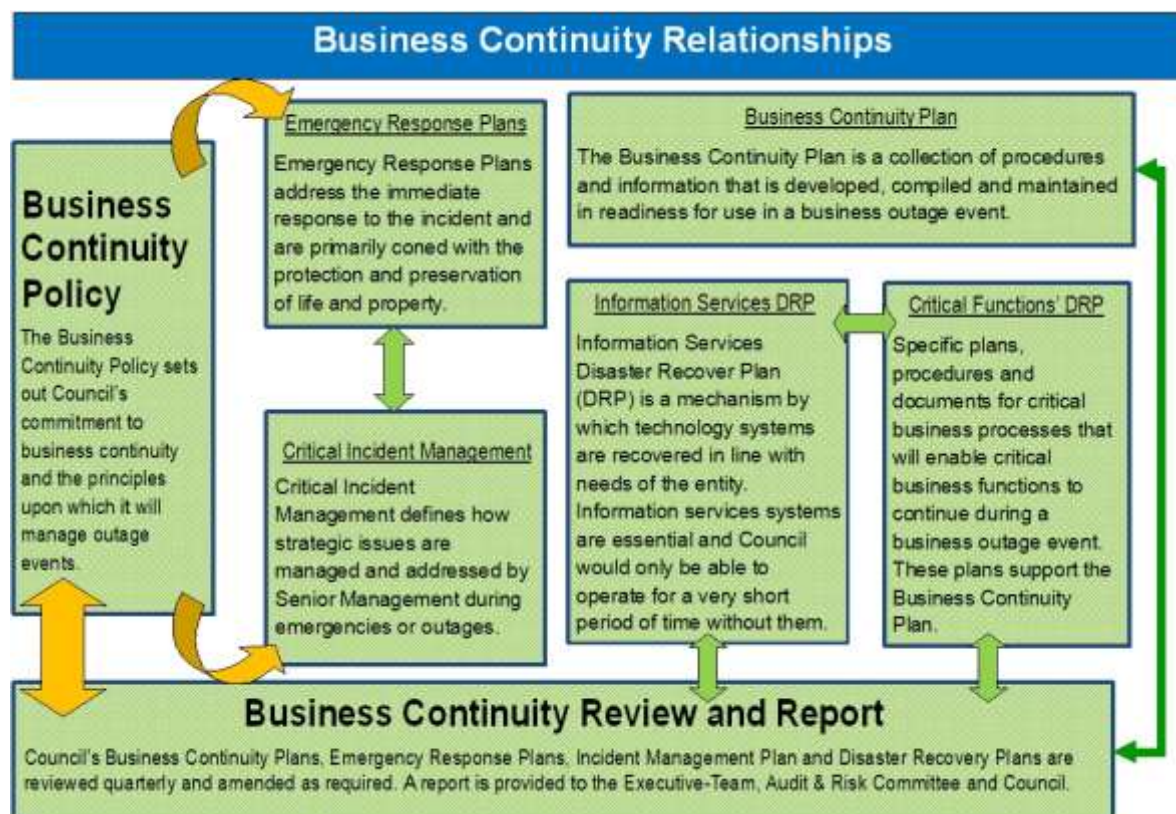 Business Continuity Relationships
Business
Continuity
Policy
The Business
Continuity Policy sets
out Council's
commitment to
business continuity
and the principles
upon which it will
manage outage
events.
Emergency Response Plans
Emergency Response Plans
address the immediate
response to the incident and
are primarily coned with the
protection and preservation
of life and property.
Critical Incident Management
Critical Incident
Management defines how
strategic issues are
managed and addressed by
Senior Management during
emergencies or outages.
Business Continuity Plan
The Business Continuity Plan is a collection of procedures
and information that is developed, compiled and maintained
in readiness for use in a business outage event.
Information Services DRP
Information Services
Disaster Recover Plan
(DRP) is a mechanism by
which technology systems
are recovered in line with
needs of the entity.
Information services systems
are essential and Council
would only be able to
operate for a very short
period of time without them.
Critical Functions' DRP
Specific plans,
procedures and
documents for critical
business processes that
will enable critical
business functions to
continue during a
business outage event.
These plans support the
Business Continuity
Plan.
Business Continuity Review and Report
Council's Business Continuity Plans, Emergency Response Plans, Incident Management Plan and Disaster Recovery Plans are
reviewed quarterly and amended as required. A report is provided to the Executive-Team, Audit & Risk Committee and Council.